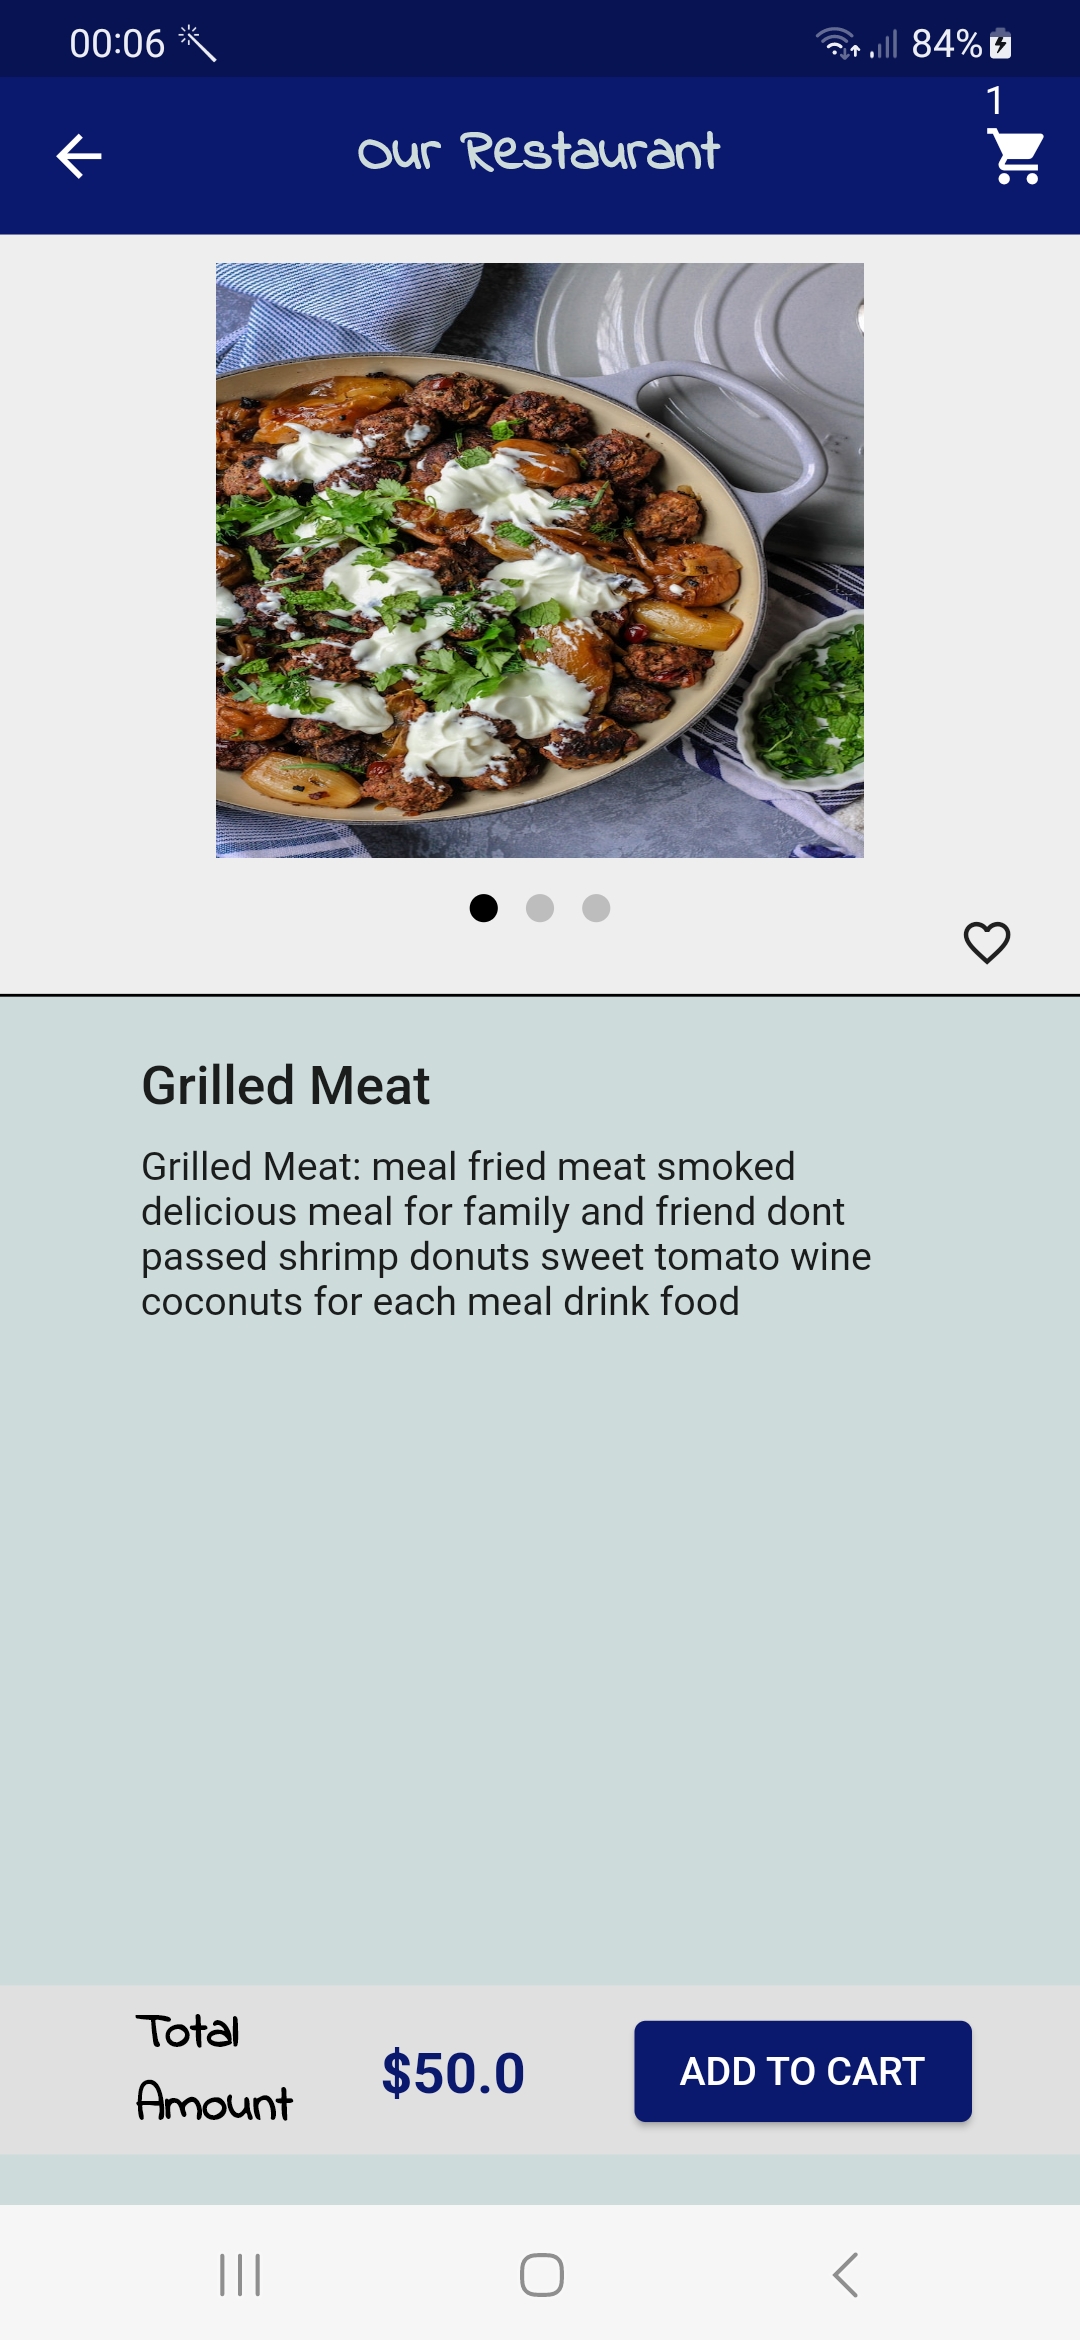 00:06
84%
1
Our Restaurant
Grilled Meat
Grilled Meat: meal fried meat smoked
delicious meal for family and friend dont
passed shrimp donuts sweet tomato wine
coconuts for each meal drink food
Total
Amount
$50.0
ADD TO CART